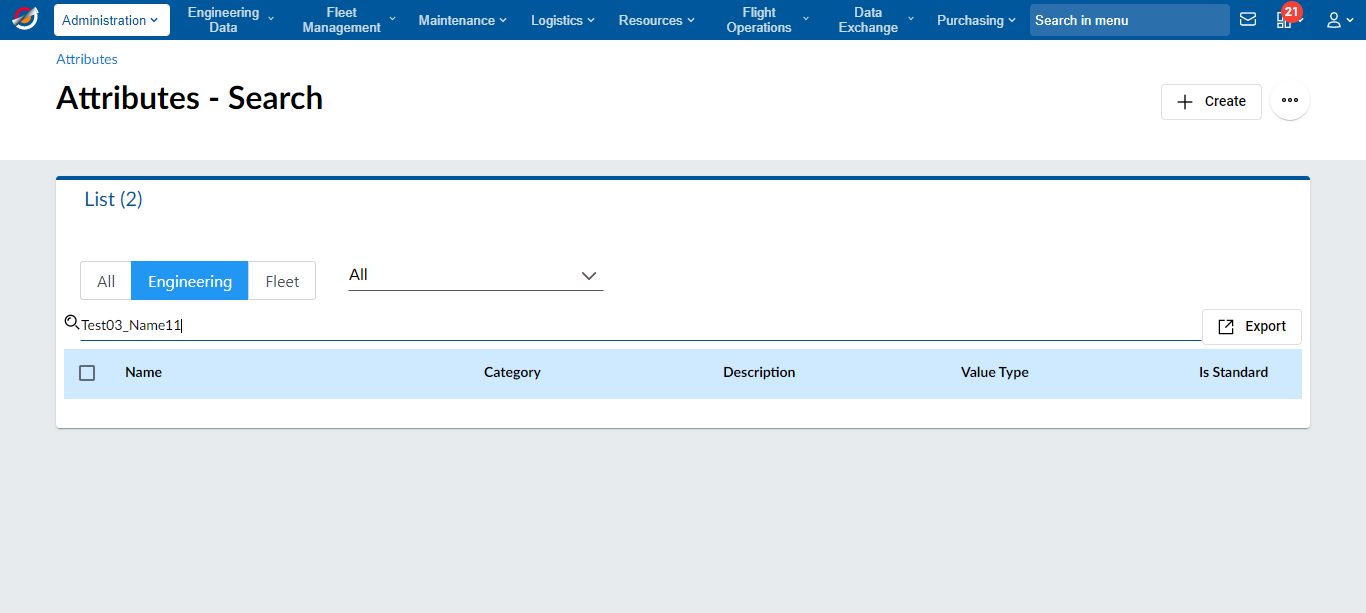 Administration
Engineering
Data
Fleet
Management
Maintenance
Logistics
Resources
Flight
Operations
Data
Exchange
Purchasing
Search in menu
21
Attributes
Attributes - Search
Create
List (2)
All
Engineering
Fleet
All
Test03_Name11
Export
Name
Category
Description
Value Type
Is Standard